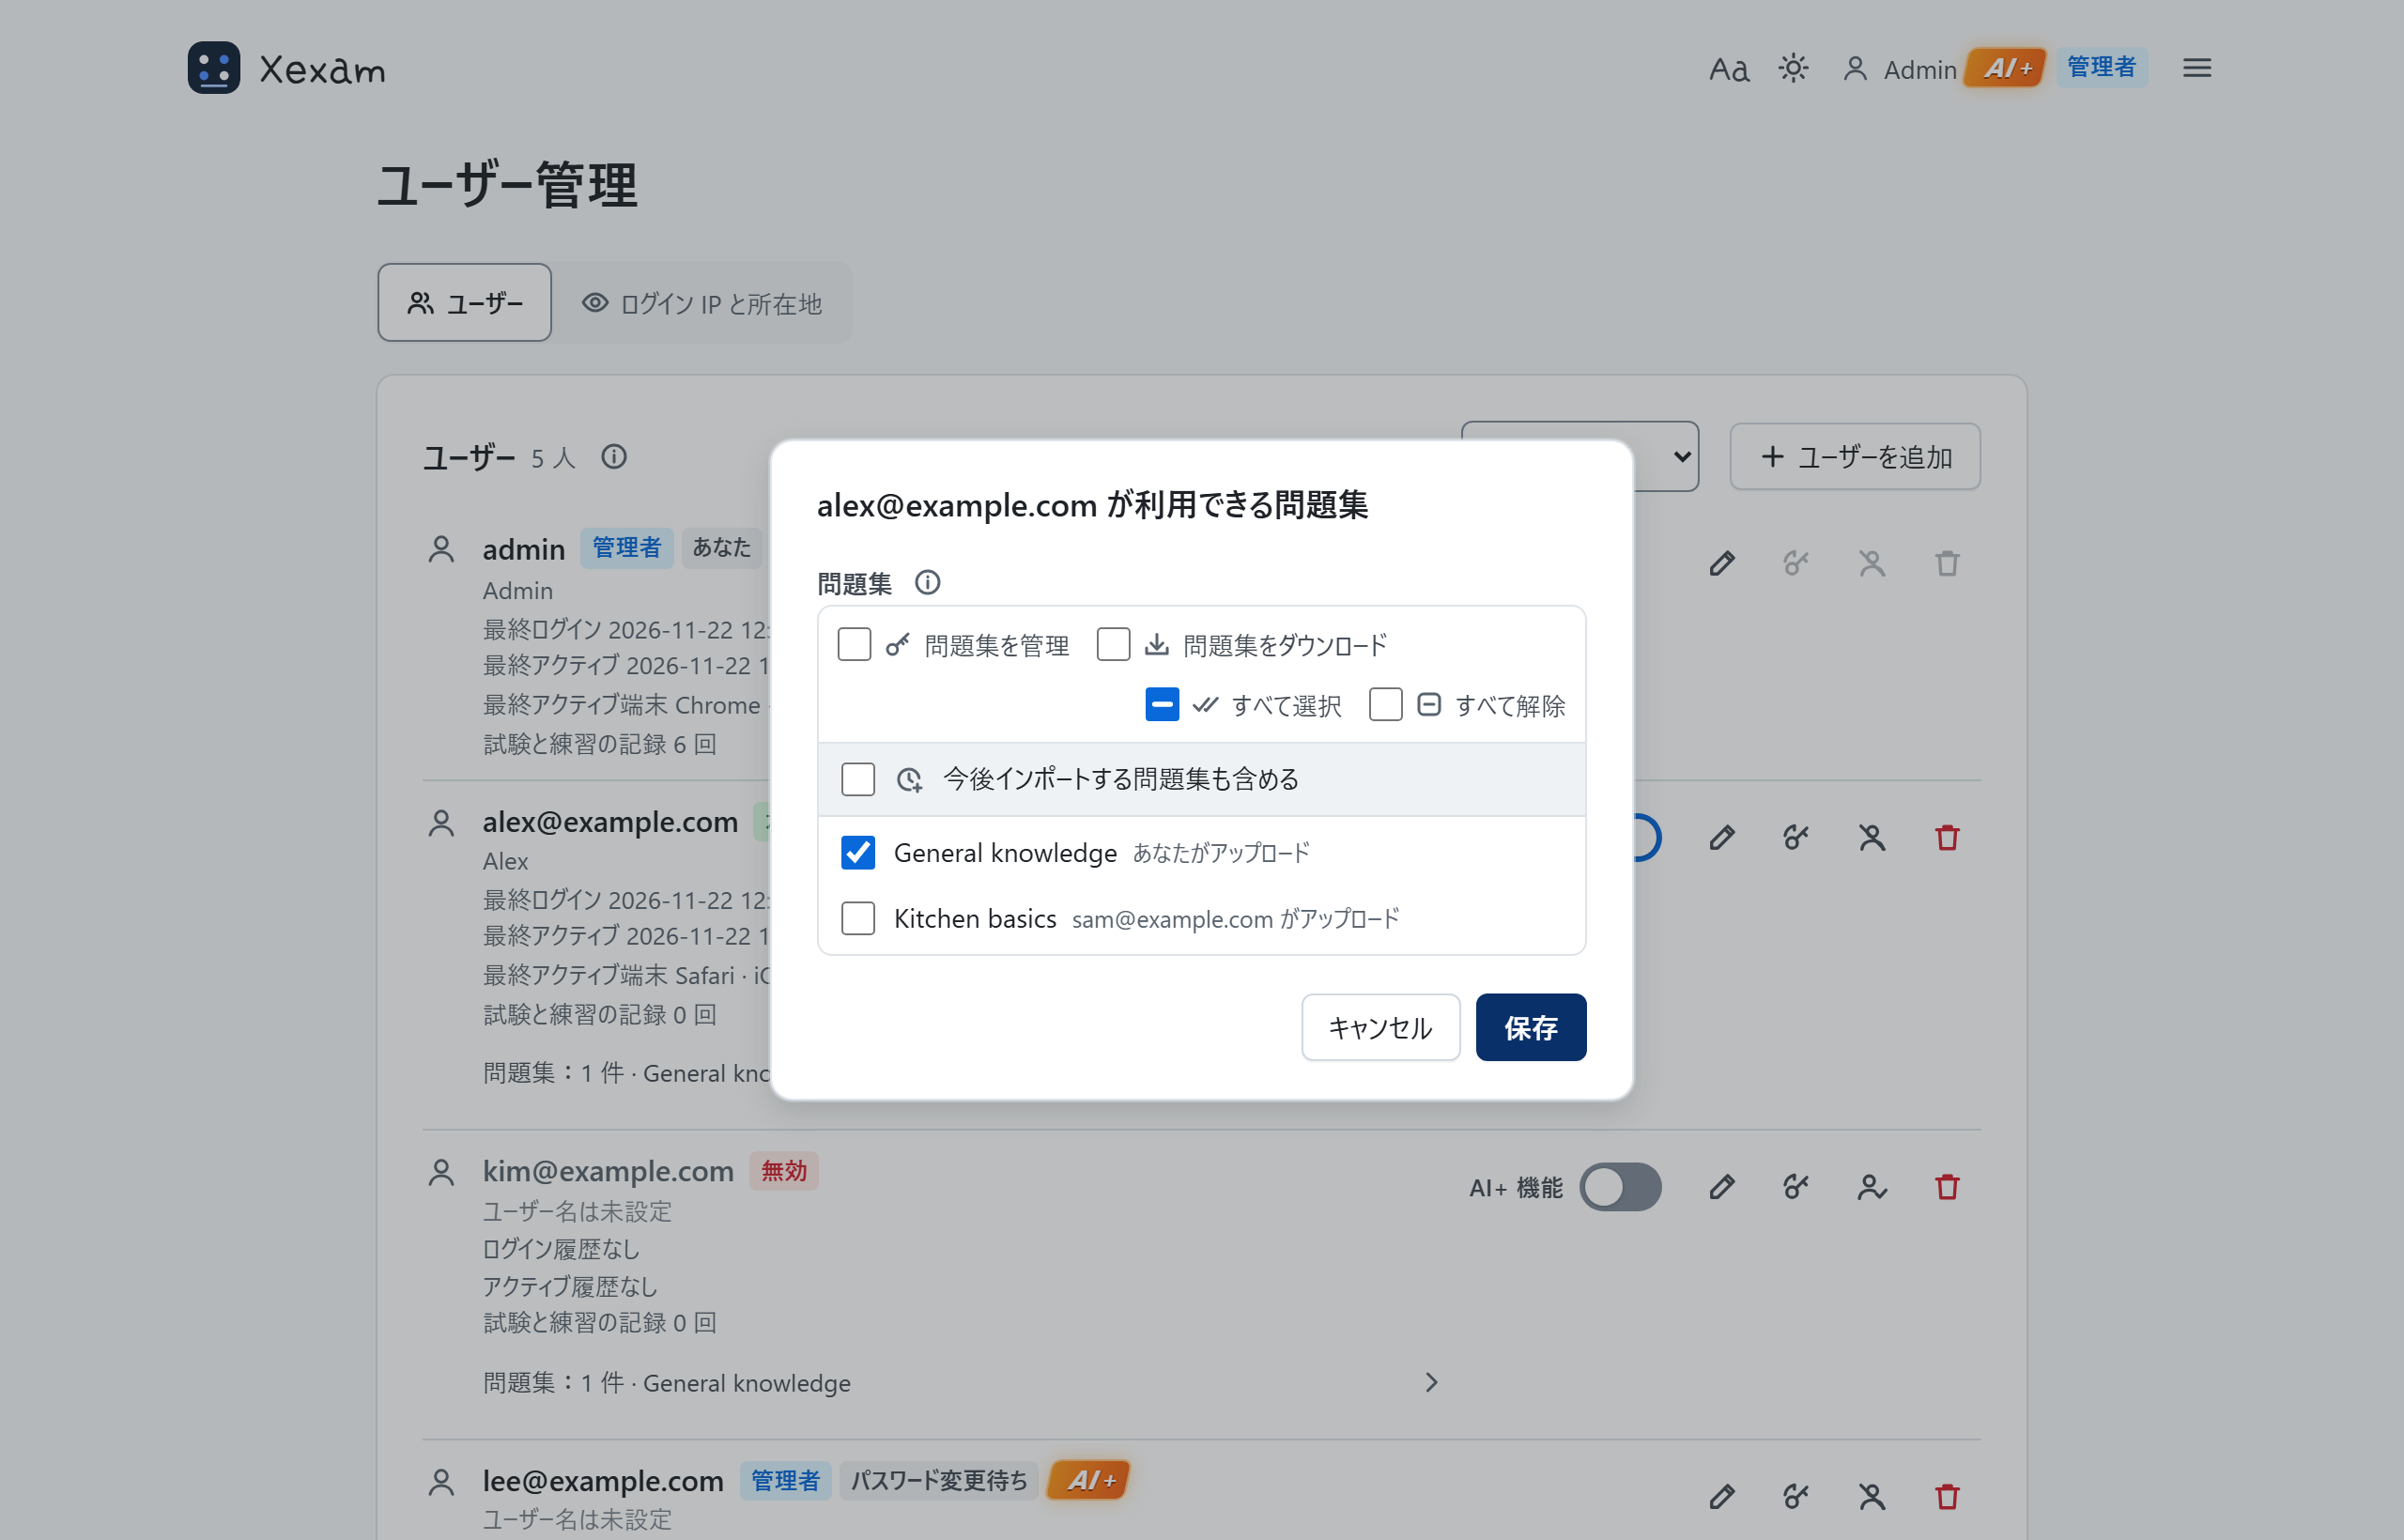 Xexam
Aa Admin AI+ 管理者
ユーザー管理
ユーザー ログイン IP と所在地
ユーザー 5 人
ユーザーを追加
admin 管理者 あなた
Admin
最終ログイン 2026-11-22 12:
最終アクティブ 2026-11-22 1
最終アクティブ端末 Chrome
試験と練習の記録 6 回
alex@example.com
Alex
最終ログイン 2026-11-22 12:
最終アクティブ 2026-11-22 1
最終アクティブ端末 Safari ·
試験と練習の記録 0 回
問題集：1 件 · General
alex@example.com が利用できる問題集
問題集
問題集を管理 問題集をダウンロード
すべて選択 すべて解除
今後インポートする問題集も含める
General knowledge あなたがアップロード
Kitchen basics sam@example.com がアップロード
キャンセル 保存
kim@example.com 無効
AI+ 機能
ユーザー名は未設定
ログイン履歴なし
アクティブ履歴なし
試験と練習の記録 0 回
問題集：1 件 · General knowledge
lee@example.com 管理者 パスワード変更待ち AI+
ユーザー名は未設定